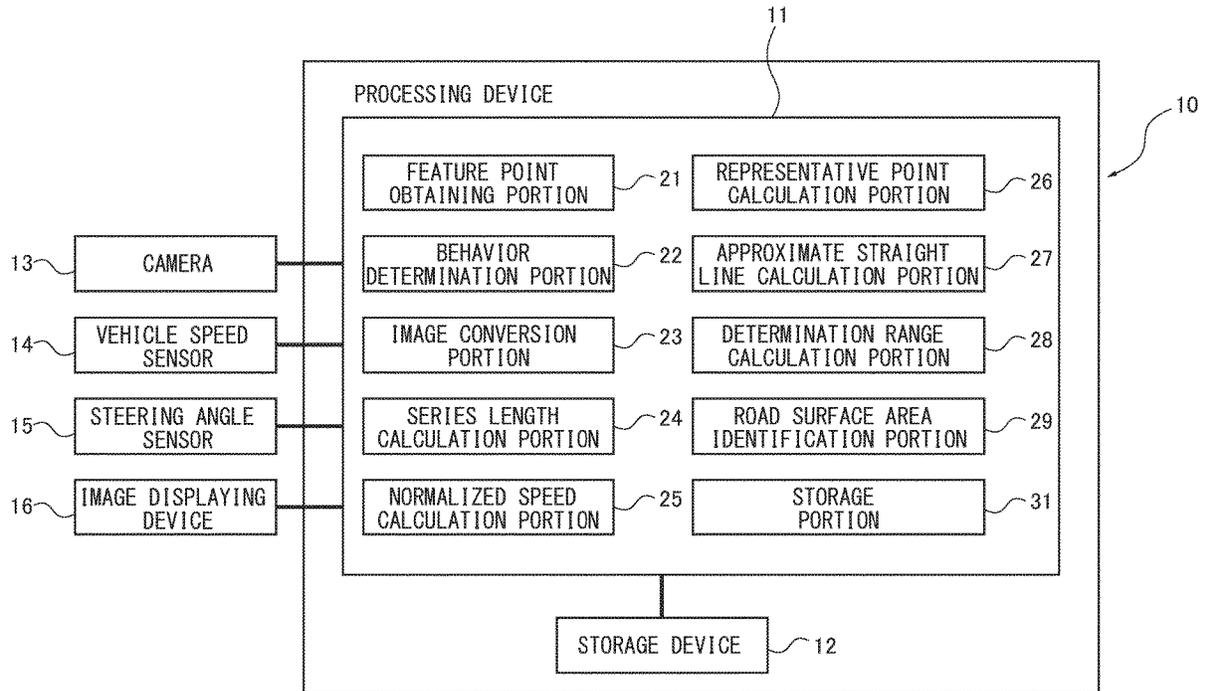 11
PROCESSING DEVICE
10
FEATURE POINT
OBTAINING PORTION
21
REPRESENTATIVE POINT
CALCULATION PORTION
26
13
CAMERA
BEHAVIOR
DETERMINATION PORTION
22
APPROXIMATE STRAIGHT
LINE CALCULATION PORTION
27
14
VEHICLE SPEED
SENSOR
IMAGE CONVERSION
PORTION
23
DETERMINATION RANGE
CALCULATION PORTION
28
15
STEERING ANGLE
SENSOR
SERIES LENGTH
CALCULATION PORTION
24
ROAD SURFACE AREA
IDENTIFICATION PORTION
29
16
IMAGE DISPLAYING
DEVICE
NORMALIZED SPEED
CALCULATION PORTION
25
STORAGE
PORTION
31
STORAGE DEVICE
12